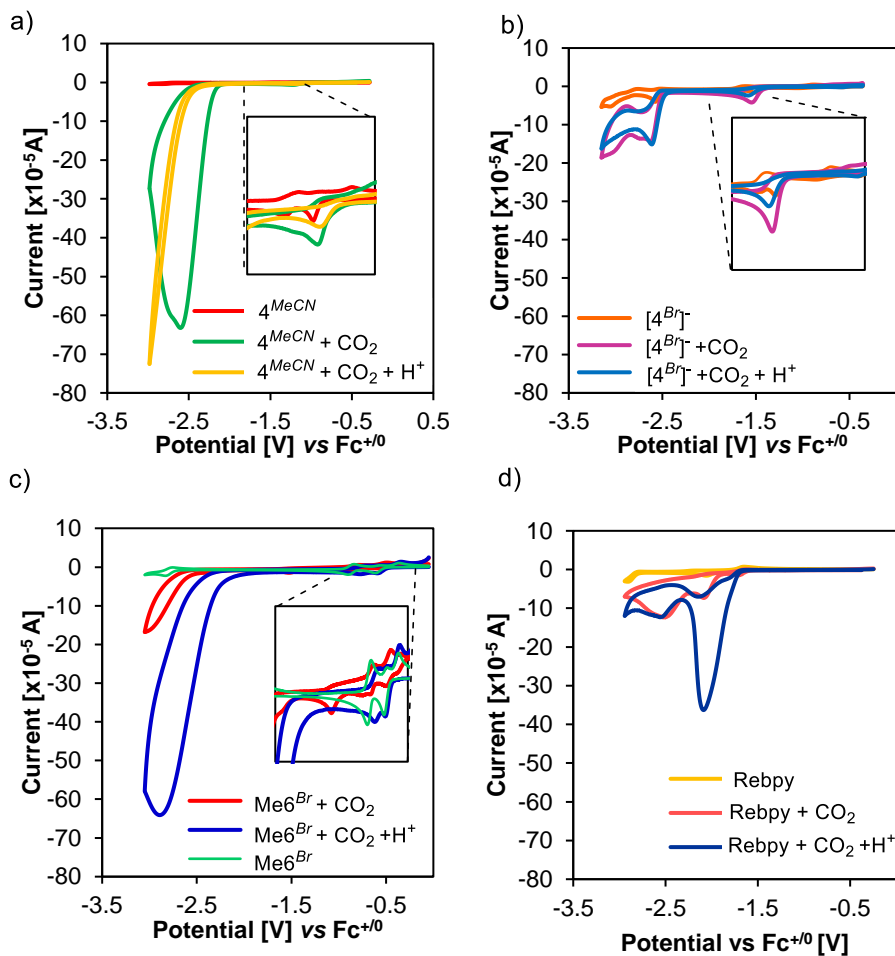 a)
10
0
-10
-20
-30
-40
-50
-60
-70
-80
Current [x10⁻⁵A]
4ᴹᵉᶜᴺ
4ᴹᵉᶜᴺ + CO₂
4ᴹᵉᶜᴺ + CO₂ + H⁺
-3.5 -2.5 -1.5 -0.5 0.5
Potential [V] vs Fc⁺/⁰
b)
10
0
-10
-20
-30
-40
-50
-60
-70
-80
Current [x10⁻⁵A]
[4ᴮʳ]⁻
[4ᴮʳ]⁻ +CO₂
[4ᴮʳ]⁻ +CO₂ + H⁺
-3.5 -2.5 -1.5 -0.5
Potential [V] vs Fc⁺/⁰
c)
10
0
-10
-20
-30
-40
-50
-60
-70
-80
Current [x10⁻⁵ A]
Me6ᴮʳ + CO₂
Me6ᴮʳ + CO₂ +H⁺
Me6ᴮʳ
-3.5 -2.5 -1.5 -0.5
Potential [V] vs Fc⁺/⁰
d)
10
0
-10
-20
-30
-40
-50
-60
-70
-80
Current [x10⁻⁵ A]
Rebpy
Rebpy + CO₂
Rebpy + CO₂ +H⁺
-3.5 -2.5 -1.5 -0.5
Potential vs Fc⁺/⁰ [V]